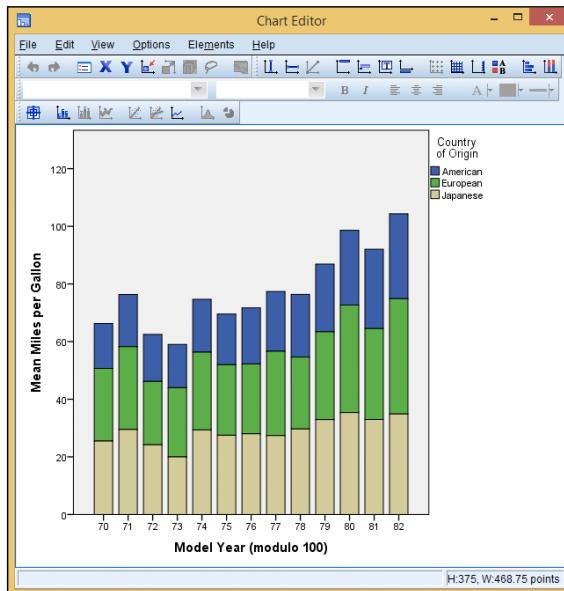 Chart Editor
File Edit View Options Elements Help
X Y
B I A
Country
of Origin
American
European
Japanese
Mean Miles per Gallon
120
100
80
60
40
20
0
70 71 72 73 74 75 76 77 78 79 80 81 82
Model Year (modulo 100)
H:375, W:468.75 points